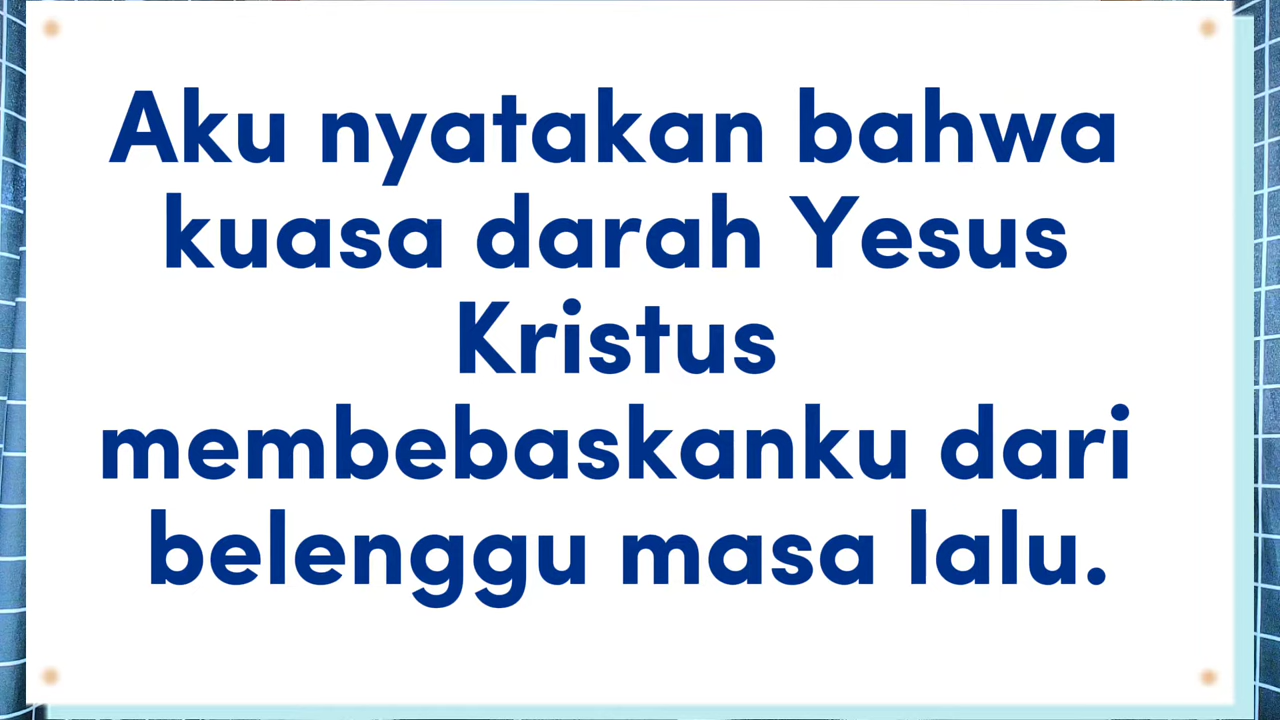 Aku nyatakan bahwa
kuasa darah Yesus
Kristus
membebaskanku dari
belenggu masa lalu.